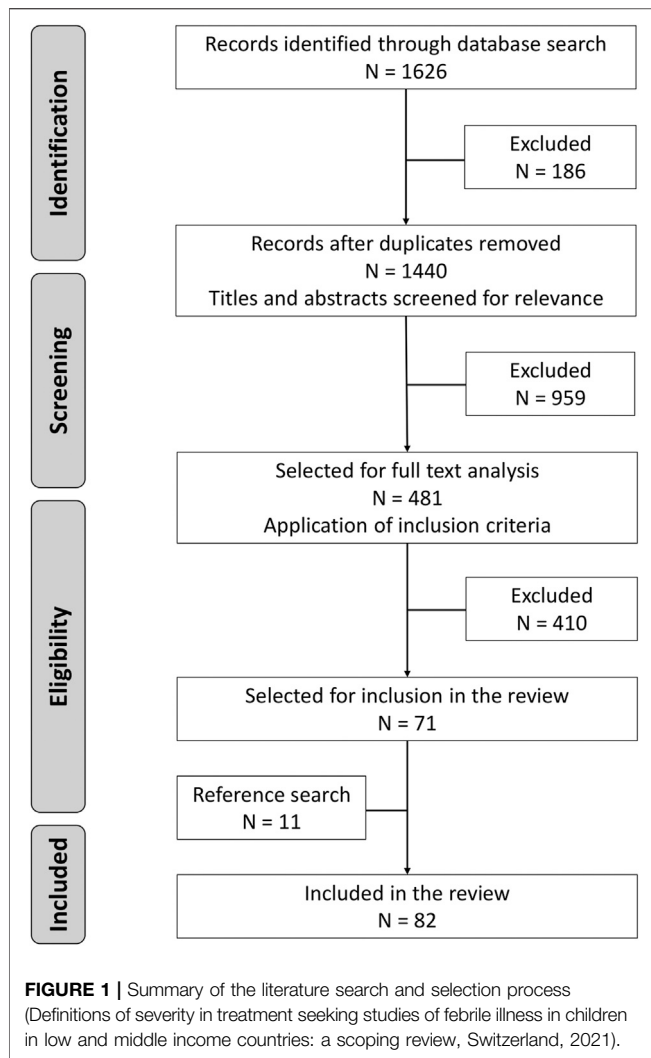 Identification
Records identified through database search
N = 1626
Excluded
N = 186
Records after duplicates removed
N = 1440
Titles and abstracts screened for relevance
Screening
Excluded
N = 959
Selected for full text analysis
N = 481
Application of inclusion criteria
Eligibility
Excluded
N = 410
Selected for inclusion in the review
N = 71
Reference search
N = 11
Included
Included in the review
N = 82
FIGURE 1 | Summary of the literature search and selection process
(Definitions of severity in treatment seeking studies of febrile illness in children
in low and middle income countries: a scoping review, Switzerland, 2021).